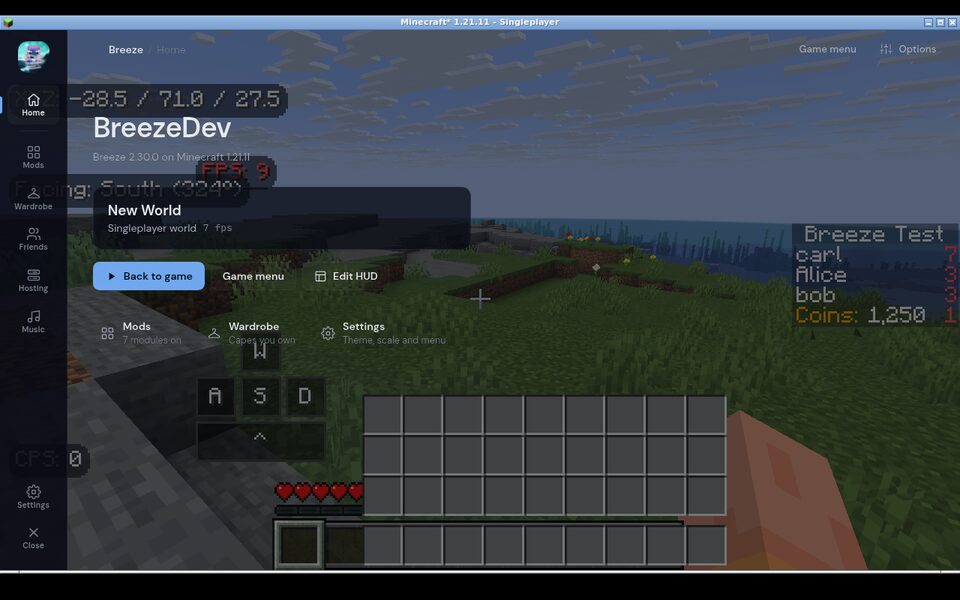 Minecraft* 1.21.11 - Singleplayer
Breeze / Home
Game menu
Options
-28.5 / 71.0 / 27.5
Home
BreezeDev
Breeze 2.30.0 on Minecraft 1.21.11
FPS: 9
Mods
Facing: South (324°)
Wardrobe
New World
Singleplayer world 7 fps
Friends
Breeze Test
carl 7
Alice 3
bob 3
Coins: 1,250 1
Back to game
Game menu
Edit HUD
Hosting
Music
Mods
7 modules on
Wardrobe
Capes you own
Settings
Theme, scale and menu
W
A S D
^
CPS: 0
Settings
Close